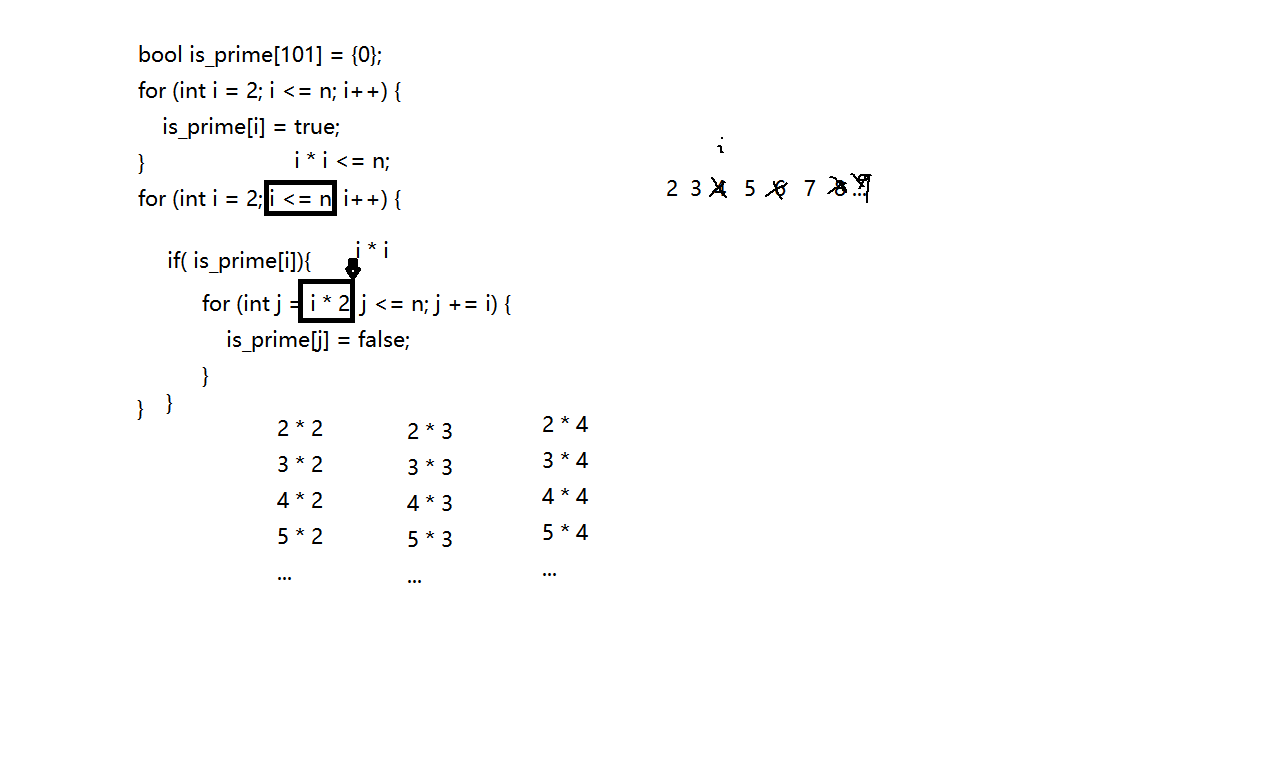 bool is_prime[101] = {0};
for (int i = 2; i <= n; i++) {
is_prime[i] = true;
}
i * i <= n;
for (int i = 2; i <= n i++) {
i
2 3 4 5 6 7 8 ...
i * i
if( is_prime[i]){
for (int j = i * 2 j <= n; j += i) {
is_prime[j] = false;
}
}
}
2 * 2 2 * 3 2 * 4
3 * 2 3 * 3 3 * 4
4 * 2 4 * 3 4 * 4
5 * 2 5 * 3 5 * 4
... ... ...